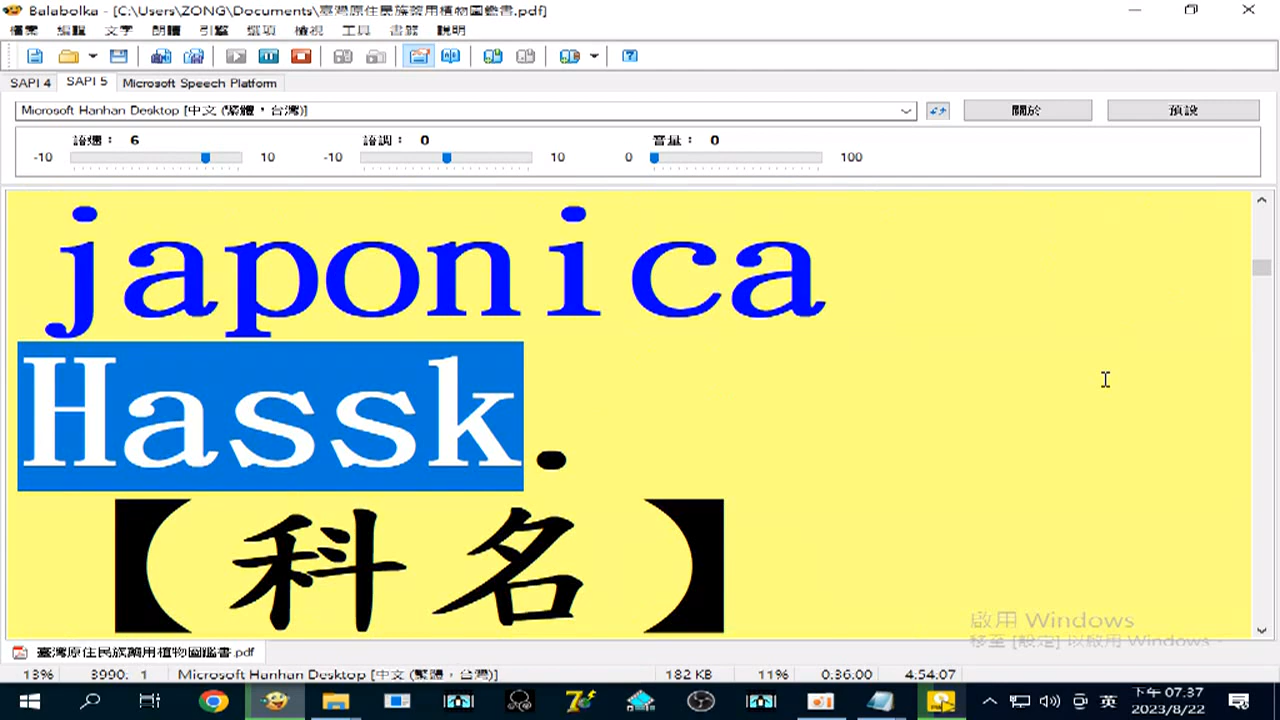 Balabolka - [C:\Users\ZONG\Documents\臺灣原住民族藥用植物圖鑑書.pdf]
檔案 編輯 文字 朗讀 引擎 選項 檢視 工具 書籤 說明
SAPI 4 SAPI 5 Microsoft Speech Platform
Microsoft Hanhan Desktop [中文 (繁體，台灣)] 關於 預設
語速： 6 語調： 0 音量： 0
-10 10 -10 10 0 100
japonica
Hassk.
【科名】
啟用 Windows
移至 [設定] 以啟用 Windows。
臺灣原住民族藥用植物圖鑑書.pdf
13% 3990: 1 Microsoft Hanhan Desktop [中文 (繁體，台灣)] 182 KB 11% 0:36:00 4:54:07
英 下午 07:37
2023/8/22